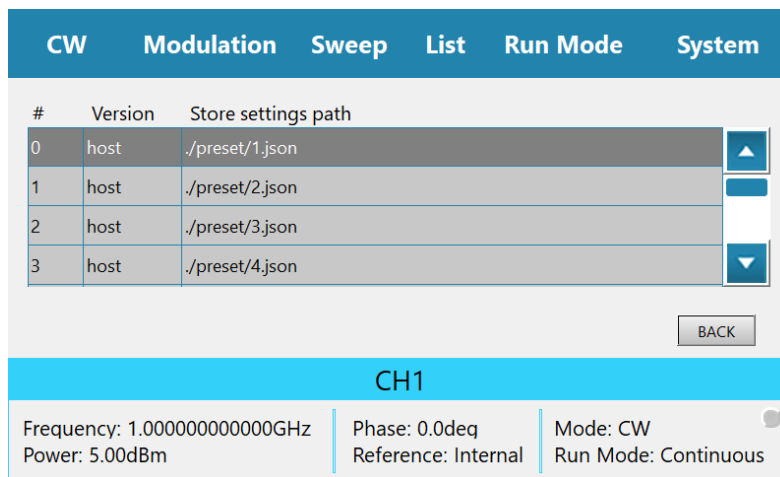 CW Modulation Sweep List Run Mode System
# Version Store settings path
0 host ./preset/1.json
1 host ./preset/2.json
2 host ./preset/3.json
3 host ./preset/4.json
BACK
CH1
Frequency: 1.000000000000GHz Phase: 0.0deg Mode: CW
Power: 5.00dBm Reference: Internal Run Mode: Continuous